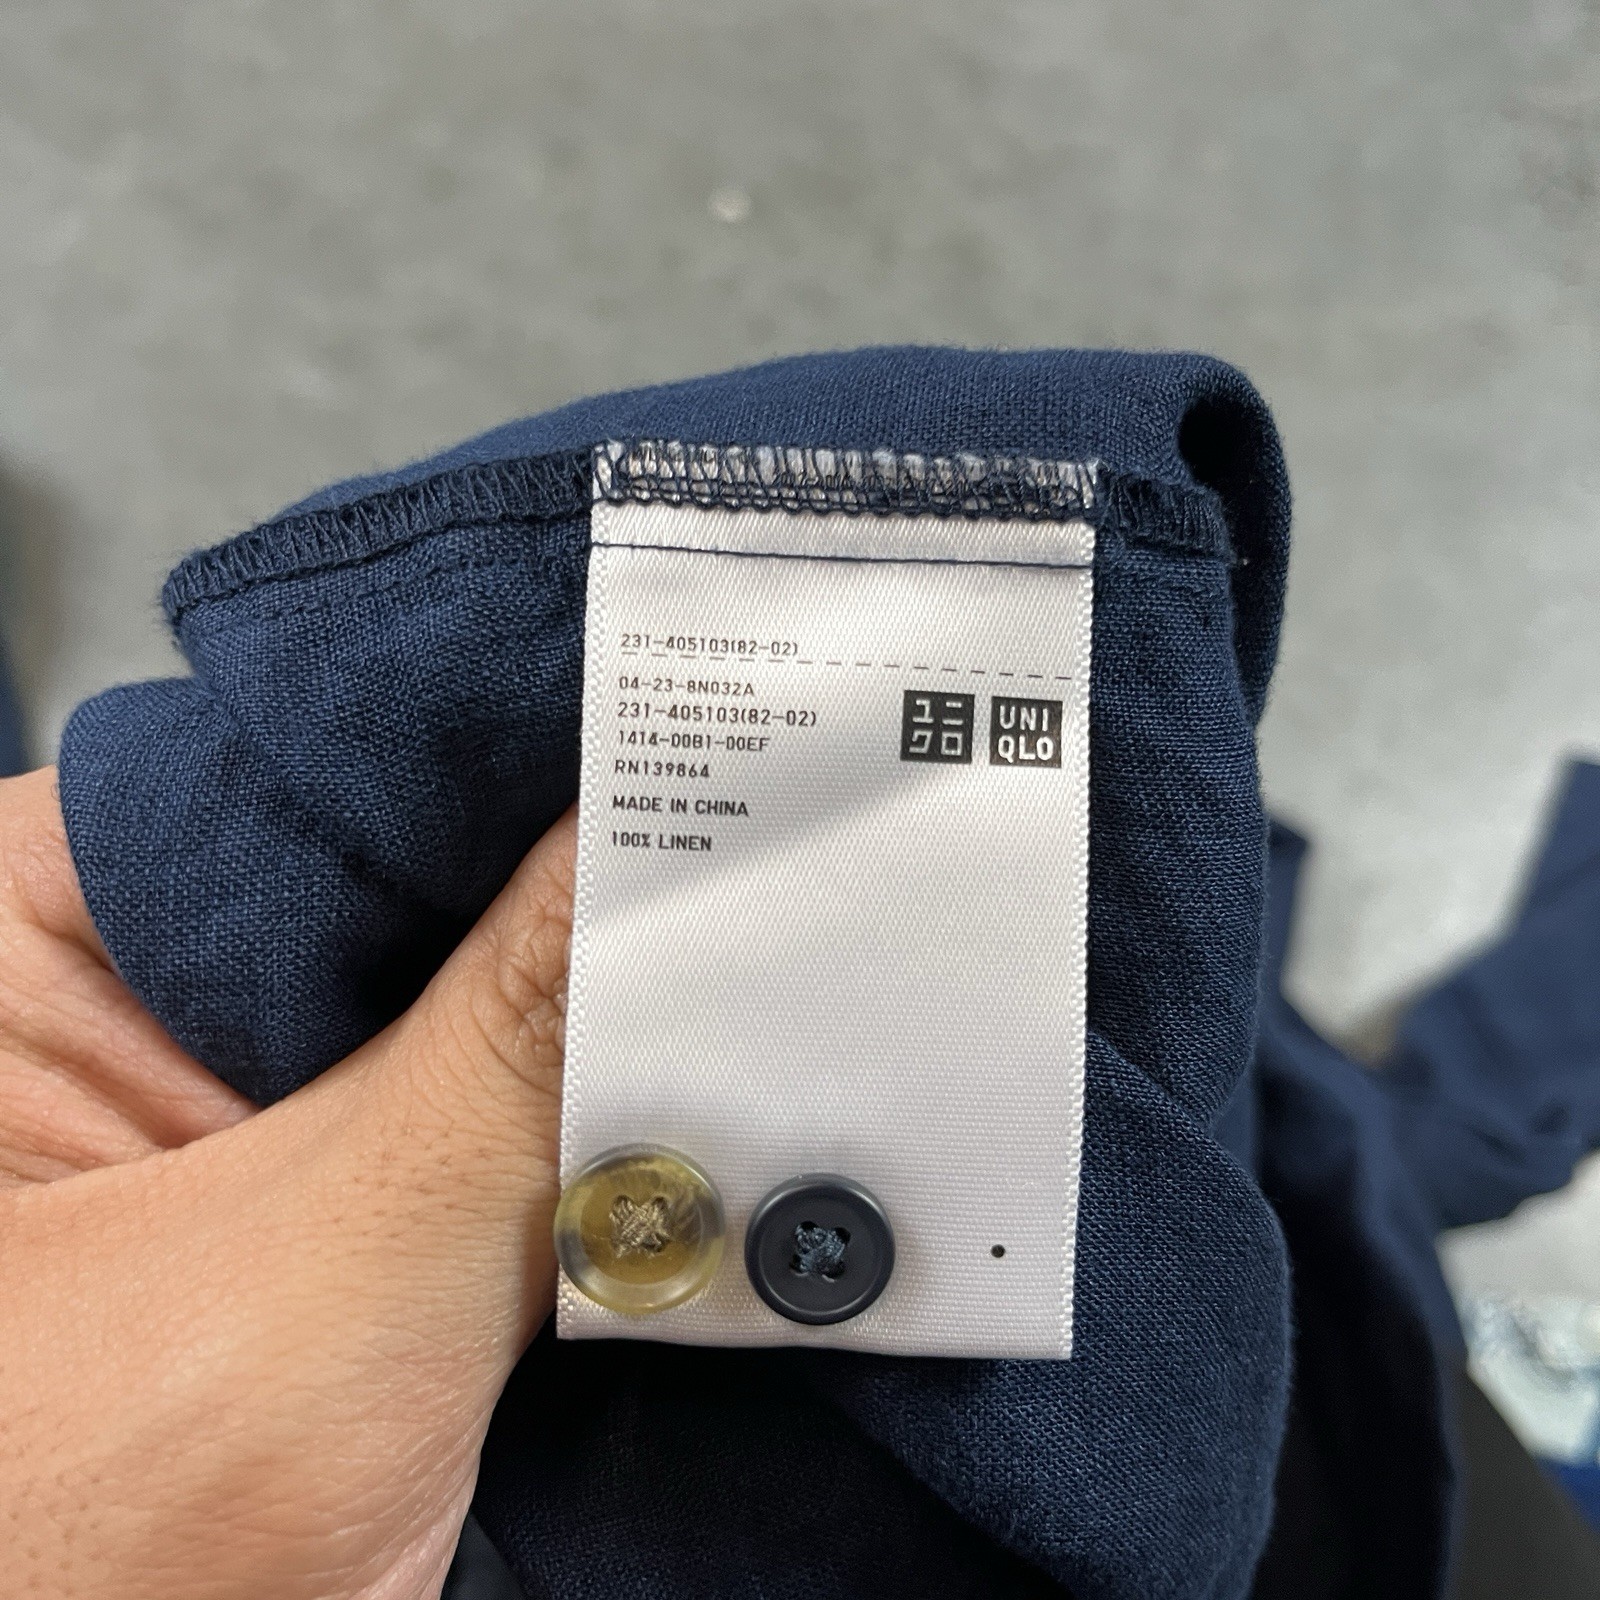 231-405103(82-02)
04-23-8N032A
231-405103(82-02)
1414-00B1-00EF
RN139864
MADE IN CHINA
100% LINEN
ユニ
クロ
UNI
QLO